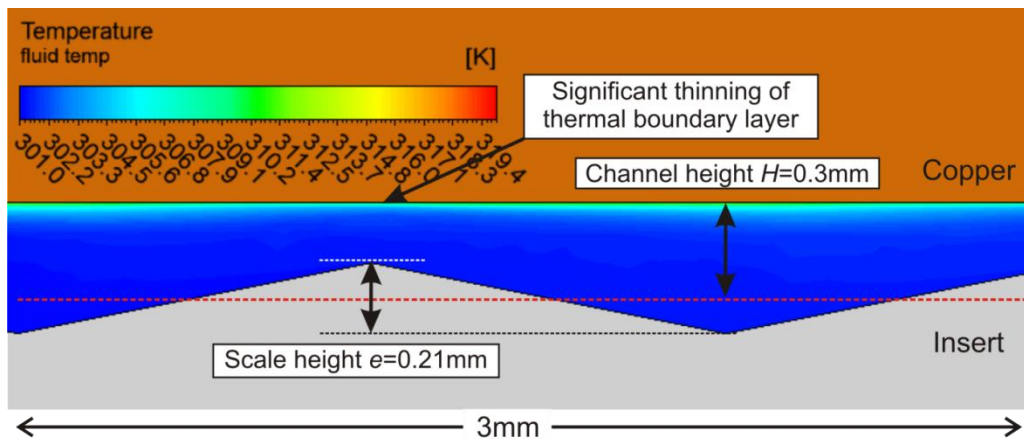 Temperature
fluid temp
[K]
301.0
302.2
303.3
304.5
305.6
306.8
307.9
309.1
310.2
311.4
312.5
313.7
314.8
316.0
317.1
318.3
319.4
Significant thinning of
thermal boundary layer
Channel height H=0.3mm
Copper
Scale height e=0.21mm
Insert
3mm